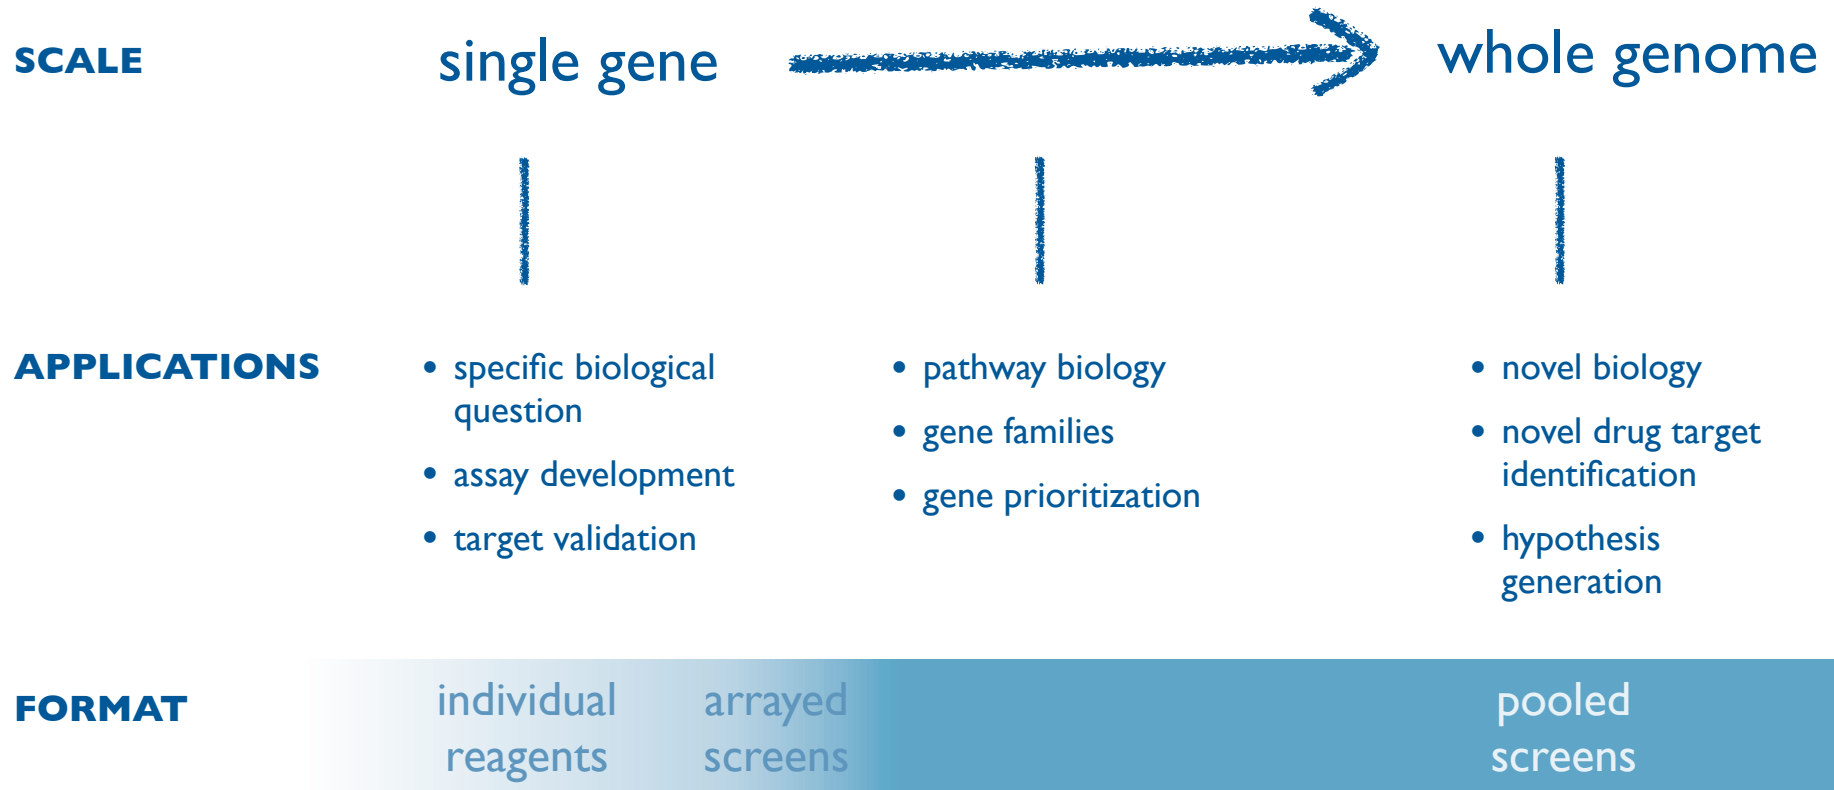 SCALE
single gene
whole genome
APPLICATIONS
• specific biological
question
• assay development
• target validation
• pathway biology
• gene families
• gene prioritization
• novel biology
• novel drug target
identification
• hypothesis
generation
FORMAT
individual
reagents
arrayed
screens
pooled
screens